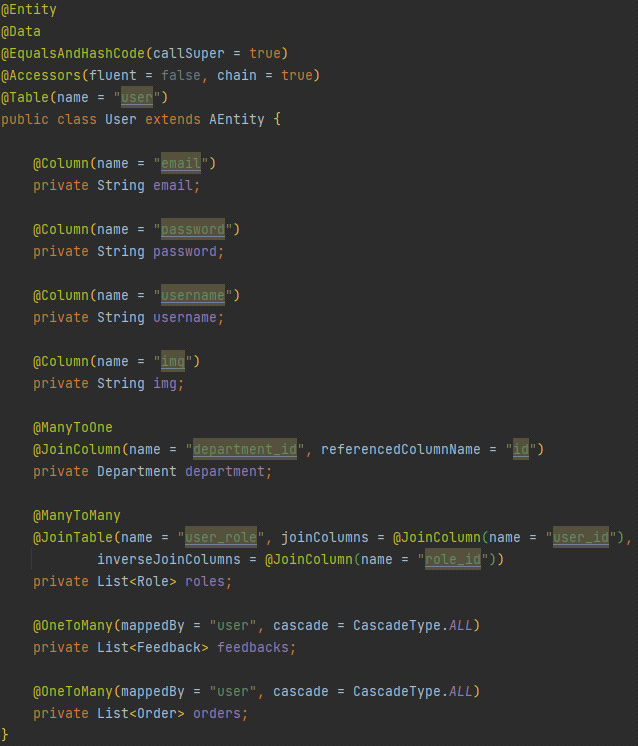 @Entity
@Data
@EqualsAndHashCode(callSuper = true)
@Accessors(fluent = false, chain = true)
@Table(name = "user")
public class User extends AEntity {
@Column(name = "email")
private String email;
@Column(name = "password")
private String password;
@Column(name = "username")
private String username;
@Column(name = "img")
private String img;
@ManyToOne
@JoinColumn(name = "department_id", referencedColumnName = "id")
private Department department;
@ManyToMany
@JoinTable(name = "user_role", joinColumns = @JoinColumn(name = "user_id"),
inverseJoinColumns = @JoinColumn(name = "role_id"))
private List<Role> roles;
@OneToMany(mappedBy = "user", cascade = CascadeType.ALL)
private List<Feedback> feedbacks;
@OneToMany(mappedBy = "user", cascade = CascadeType.ALL)
private List<Order> orders;
}